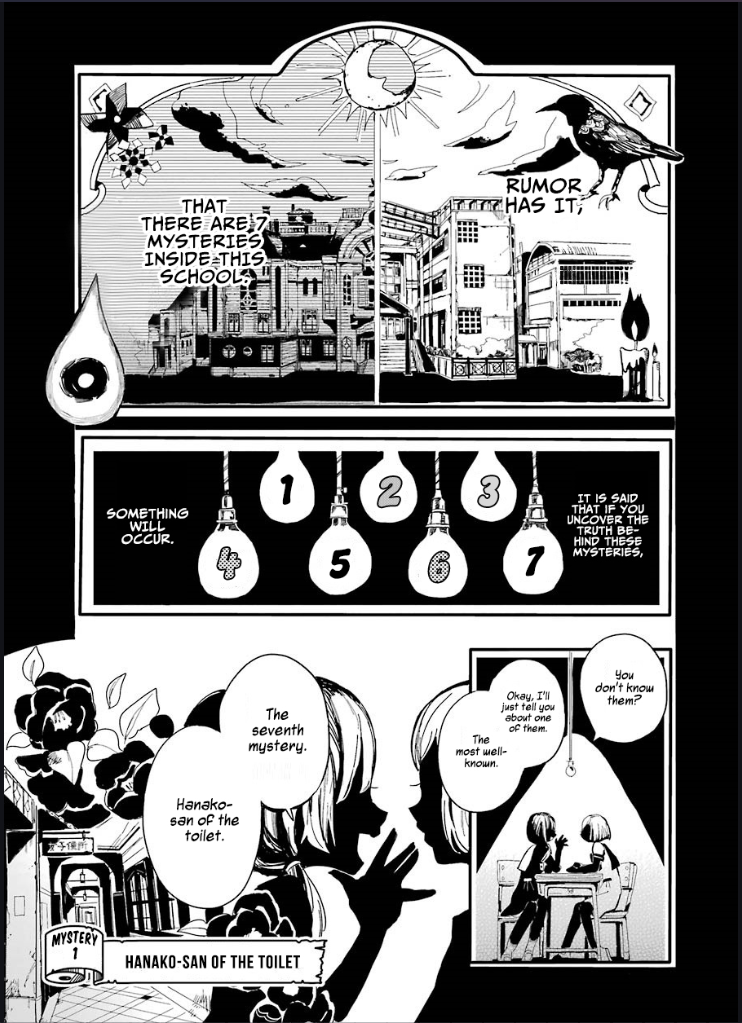 RUMOR
HAS IT,
THAT
THERE ARE 7
MYSTERIES
INSIDE THIS
SCHOOL.
IT IS SAID
THAT IF YOU
UNCOVER THE
TRUTH BE-
HIND THESE
MYSTERIES,
1
2
3
4
5
6
7
SOMETHING
WILL
OCCUR.
You
don't know
them?
Okay, I'll
just tell you
about one
of them.
The
most well-
known.
The
seventh
mystery.
Hanako-
san of the
toilet.
MYSTERY
1
HANAKO-SAN OF THE TOILET